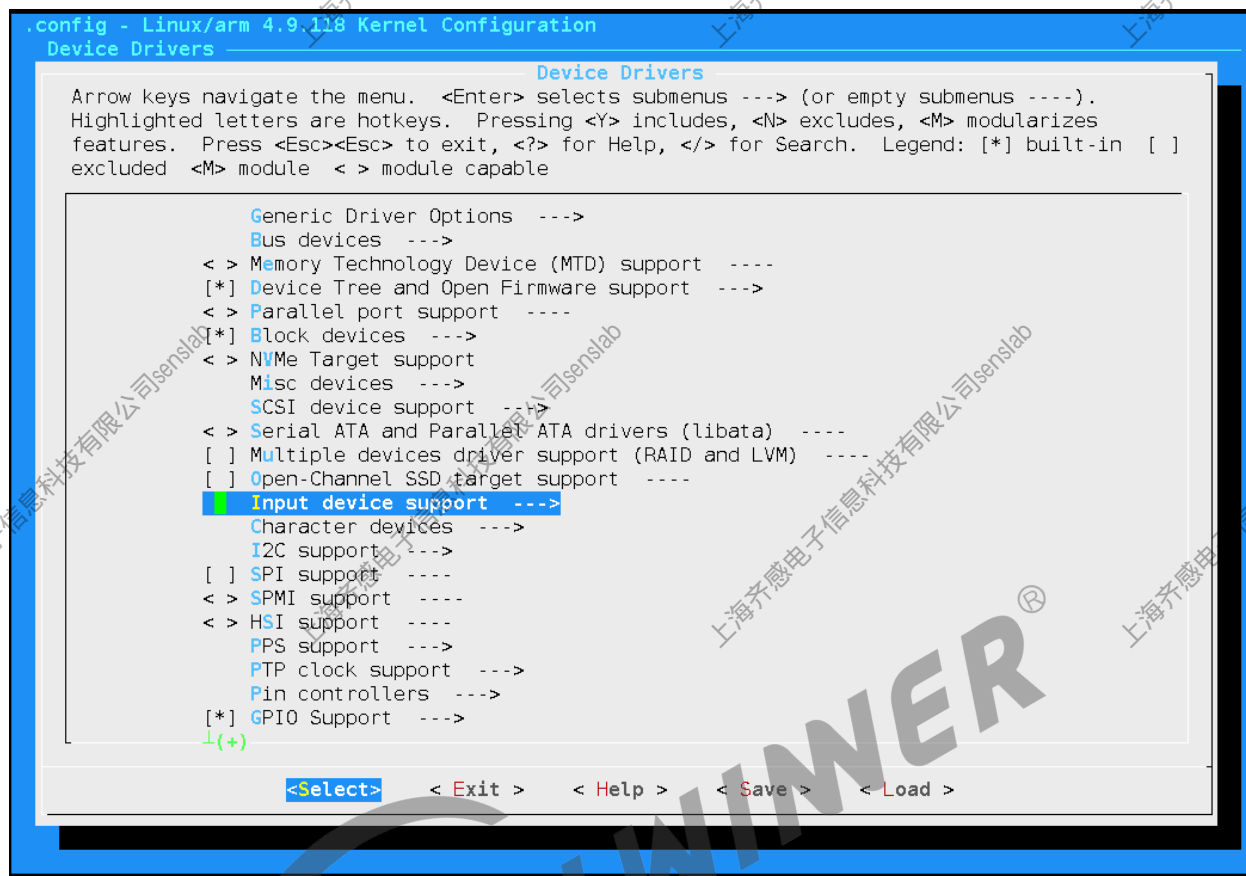 .config - Linux/arm 4.9.118 Kernel Configuration
Device Drivers
Device Drivers
Arrow keys navigate the menu.  <Enter> selects submenus ---> (or empty submenus ----).
Highlighted letters are hotkeys.  Pressing <Y> includes, <N> excludes, <M> modularizes
features.  Press <Esc><Esc> to exit, <?> for Help, </> for Search.  Legend: [*] built-in  [ ]
excluded  <M> module  < > module capable
Generic Driver Options  --->
Bus devices  --->
< > Memory Technology Device (MTD) support  ----
[*] Device Tree and Open Firmware support  --->
< > Parallel port support  ----
[*] Block devices  --->
< > NVMe Target support
Misc devices  --->
SCSI device support  --->
< > Serial ATA and Parallel ATA drivers (libata)  ----
[ ] Multiple devices driver support (RAID and LVM)  ----
[ ] Open-Channel SSD target support  ----
Input device support  --->
Character devices  --->
I2C support  --->
[ ] SPI support  ----
< > SPMI support  ----
< > HSI support  ----
PPS support  --->
PTP clock support  --->
Pin controllers  --->
[*] GPIO Support  --->
┴(+)
<Select>    < Exit >    < Help >    < Save >    < Load >
上海齐感电子信息科技有限公司senslab
上海齐感电子信息科技有限公司senslab
上海齐感电子信息科技有限公司senslab
WINNER®